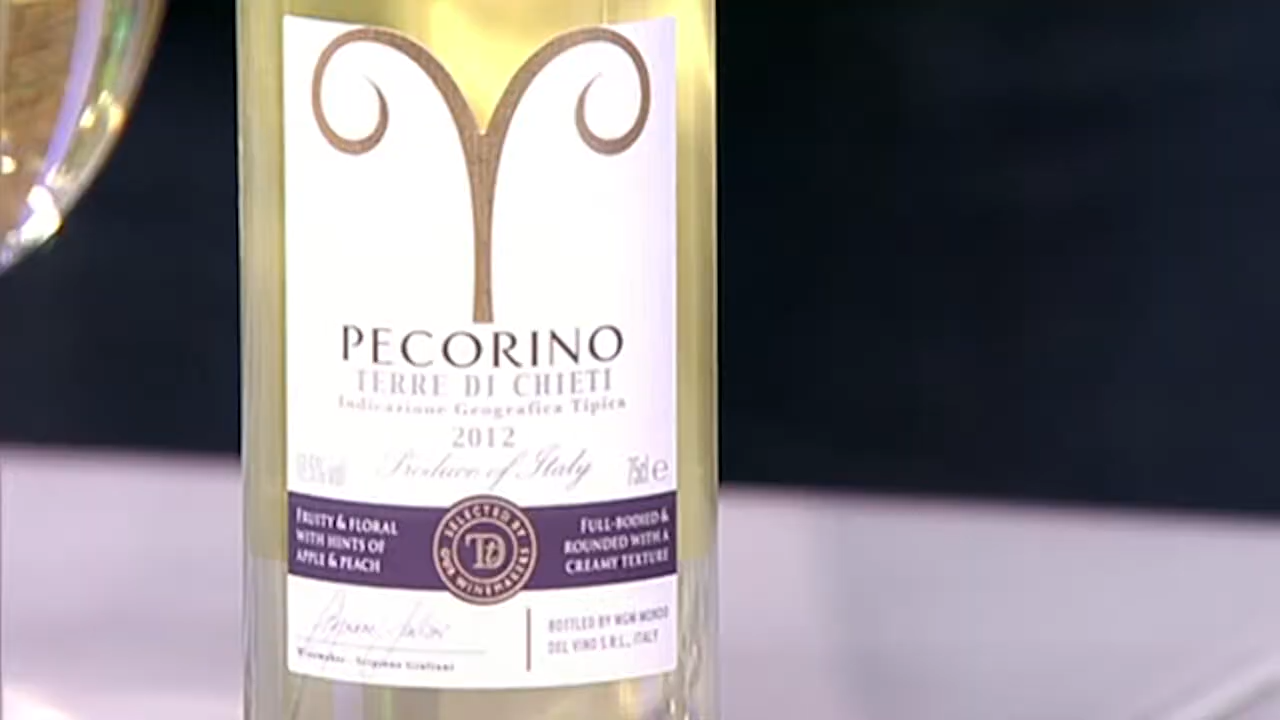 PECORINO
TERRE DI CHIETI
Indicazione Geografica Tipica
2012
Produce of Italy
75cl e
FRUITY & FLORAL
WITH HINTS OF
APPLE & PEACH
SELECTED BY
TD
OUR WINEMAKERS
FULL-BODIED &
ROUNDED WITH A
CREAMY TEXTURE
BOTTLED BY MGM MONDO
DEL VINO S.R.L., ITALY
Winemaker -